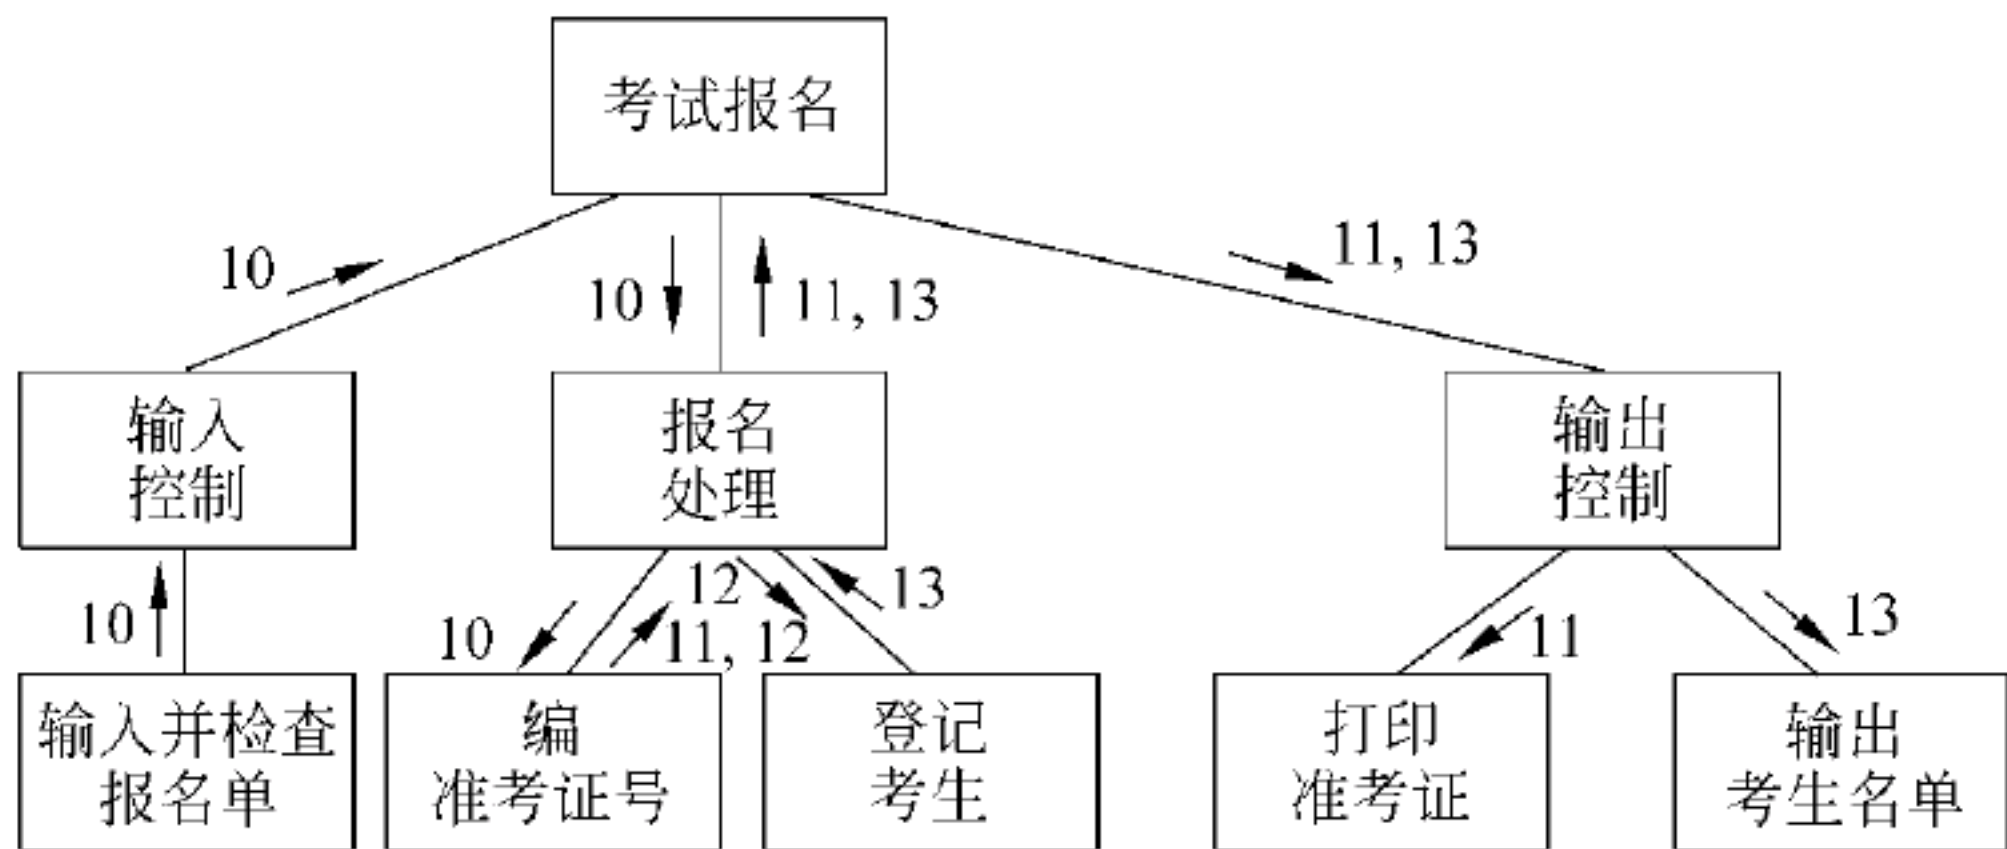 考试报名
10
10
11, 13
11, 13
输入
控制
报名
处理
输出
控制
10
10
12
11, 12
13
11
13
输入并检查
报名单
编
准考证号
登记
考生
打印
准考证
输出
考生名单